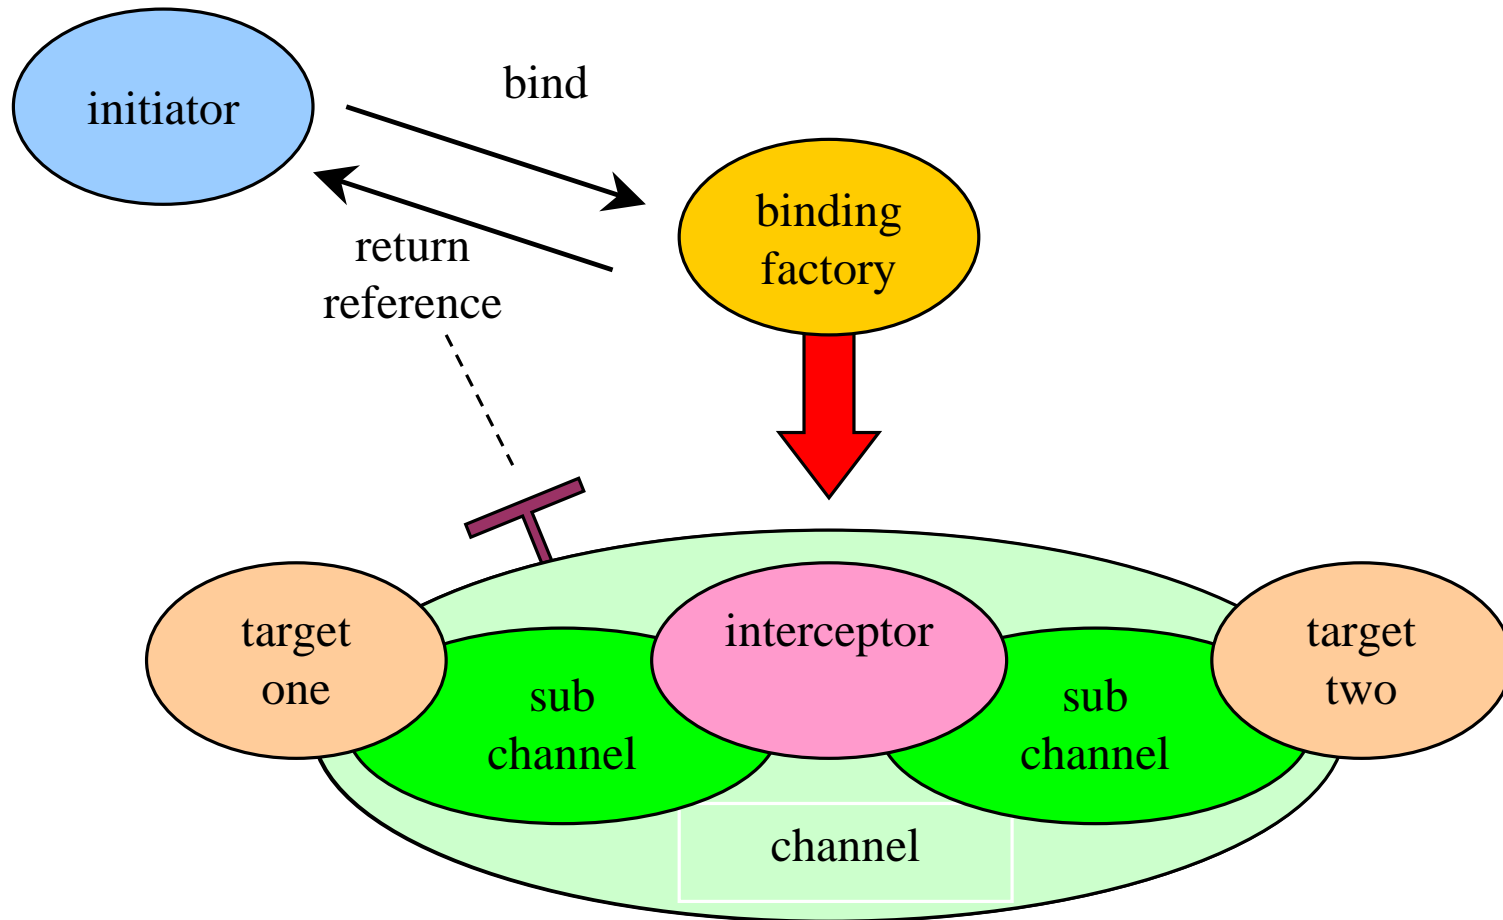 initiator
bind
binding
factory
return
reference
target
one
interceptor
target
two
sub
channel
sub
channel
channel